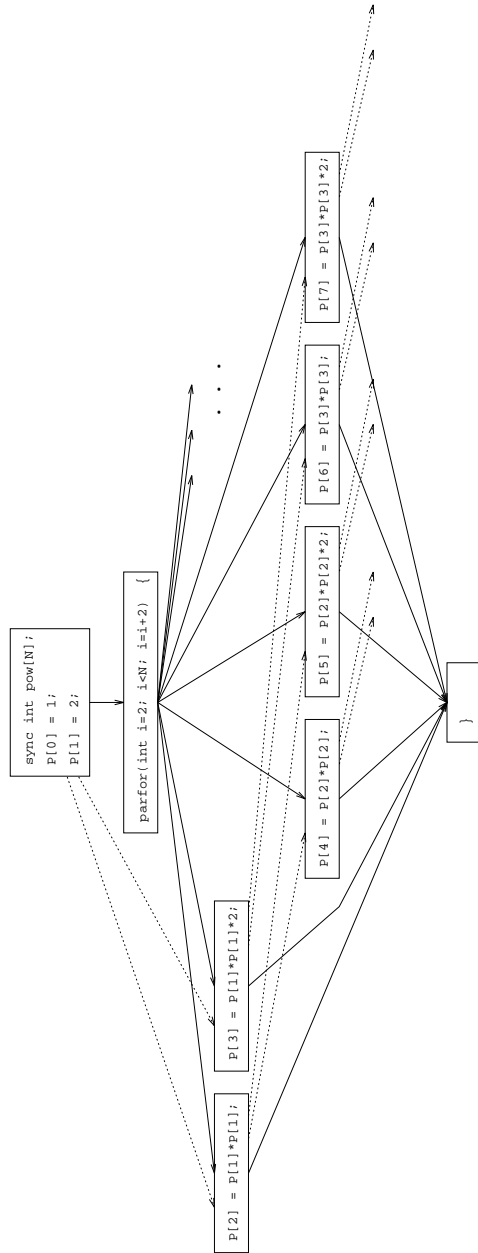 sync int pow[N];
p[0] = 1;
p[1] = 2;
parfor(int i=2; i<N; i=i+2) {
p[2] = p[1]*p[1];
p[3] = p[1]*p[1]*2;
. . .
p[4] = p[2]*p[2];
p[5] = p[2]*p[2]*2;
p[6] = p[3]*p[3];
p[7] = p[3]*p[3]*2;
}